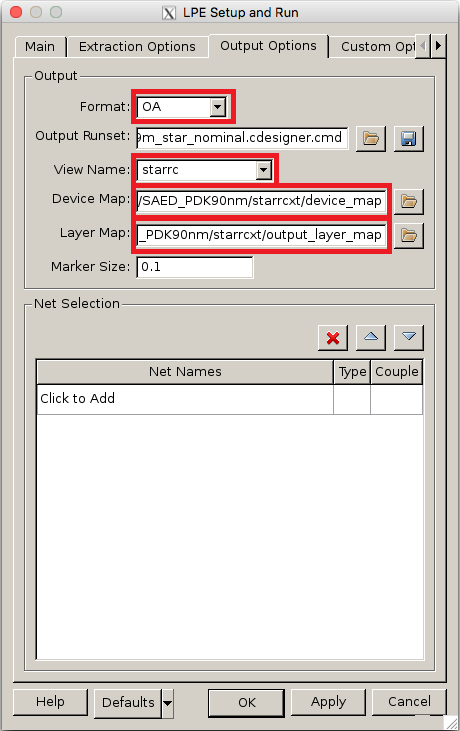 LPE Setup and Run
Main Extraction Options Output Options Custom Opt
Output
Format: OA
Output Runset: 9m_star_nominal.cdesigner.cmd
View Name: starrc
Device Map: /SAED_PDK90nm/starrcxt/device_map
Layer Map: _PDK90nm/starrcxt/output_layer_map
Marker Size: 0.1
Net Selection
Net Names Type Couple
Click to Add
Help Defaults OK Apply Cancel